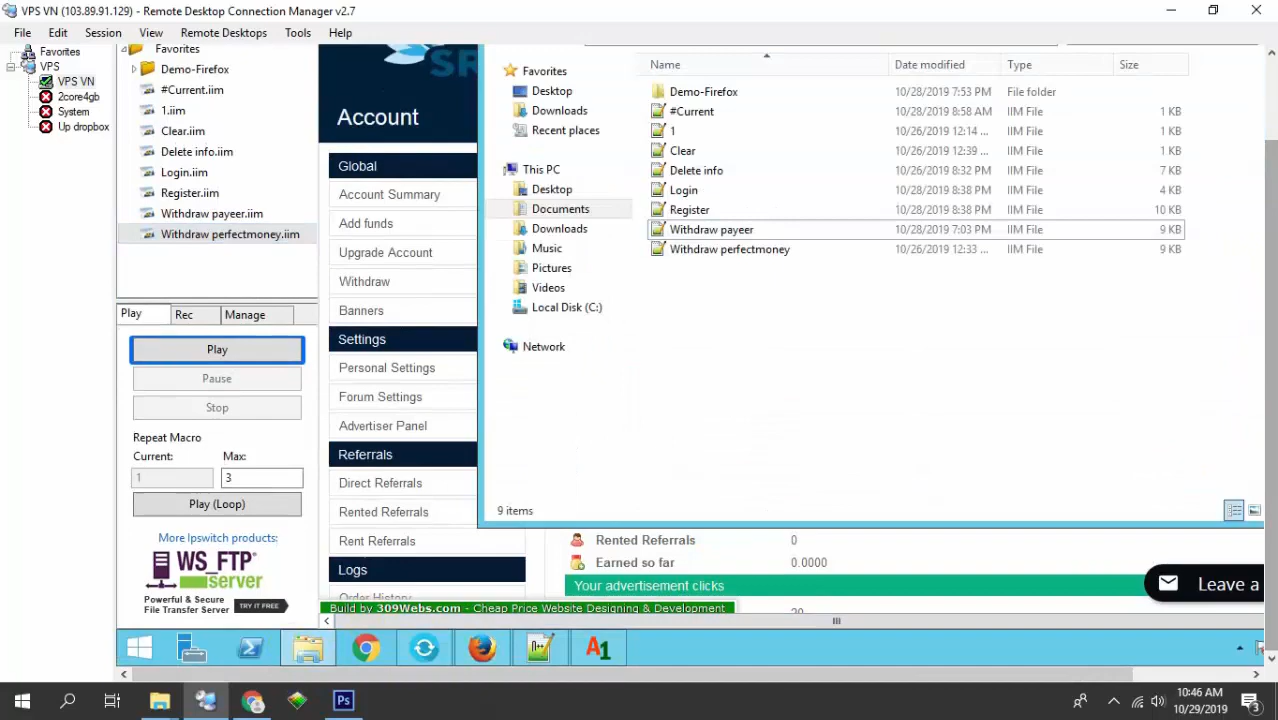 VPS VN (103.89.91.129) - Remote Desktop Connection Manager v2.7
File Edit Session View Remote Desktops Tools Help
Favorites
VPS
VPS VN
2core4gb
System
Up dropbox
Favorites
Demo-Firefox
#Current.iim
1.iim
Clear.iim
Delete info.iim
Login.iim
Register.iim
Withdraw payeer.iim
Withdraw perfectmoney.iim
Play Rec Manage
Play
Pause
Stop
Repeat Macro
Current: Max:
1 3
Play (Loop)
More Ipswitch products:
WS_FTP
server
Powerful & Secure
File Transfer Server
TRY IT FREE
SR
Account
Global
Account Summary
Add funds
Upgrade Account
Withdraw
Banners
Settings
Personal Settings
Forum Settings
Advertiser Panel
Referrals
Direct Referrals
Rented Referrals
Rent Referrals
Logs
Order History
Favorites
Desktop
Downloads
Recent places
This PC
Desktop
Documents
Downloads
Music
Pictures
Videos
Local Disk (C:)
Network
Name Date modified Type Size
Demo-Firefox 10/28/2019 7:53 PM File folder
#Current 10/28/2019 8:58 AM IIM File 1 KB
1 10/26/2019 12:14 ... IIM File 1 KB
Clear 10/26/2019 12:39 ... IIM File 1 KB
Delete info 10/26/2019 8:32 PM IIM File 7 KB
Login 10/28/2019 8:38 PM IIM File 4 KB
Register 10/28/2019 8:38 PM IIM File 10 KB
Withdraw payeer 10/28/2019 7:03 PM IIM File 9 KB
Withdraw perfectmoney 10/26/2019 12:33 ... IIM File 9 KB
9 items
Rented Referrals 0
Earned so far 0.0000
Your advertisement clicks
Leave a
Build by 309Webs.com - Cheap Price Website Designing & Development
A1
Ps
10:46 AM
10/29/2019
3